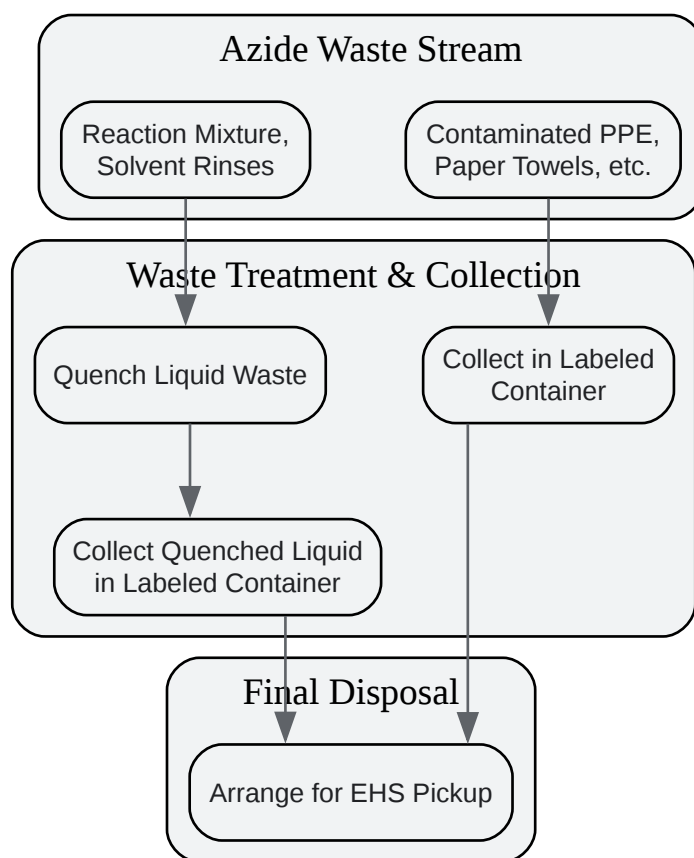 Azide Waste Stream
Reaction Mixture,
Solvent Rinses
Contaminated PPE,
Paper Towels, etc.
Waste Treatment & Collection
Quench Liquid Waste
Collect in Labeled
Container
Collect Quenched Liquid
in Labeled Container
Final Disposal
Arrange for EHS Pickup